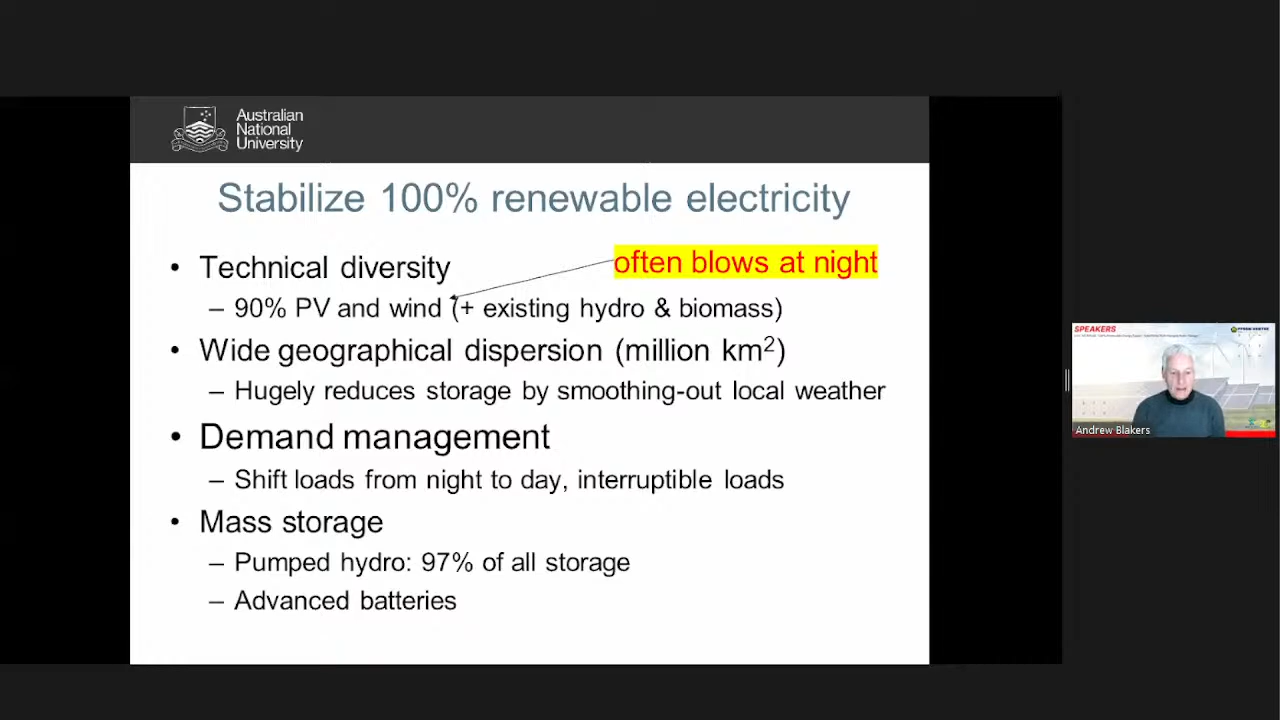 Australian
National
University
Stabilize 100% renewable electricity
often blows at night
• Technical diversity
– 90% PV and wind (+ existing hydro & biomass)
• Wide geographical dispersion (million km2)
– Hugely reduces storage by smoothing-out local weather
• Demand management
– Shift loads from night to day, interruptible loads
• Mass storage
– Pumped hydro: 97% of all storage
– Advanced batteries
SPEAKERS
Andrew Blakers